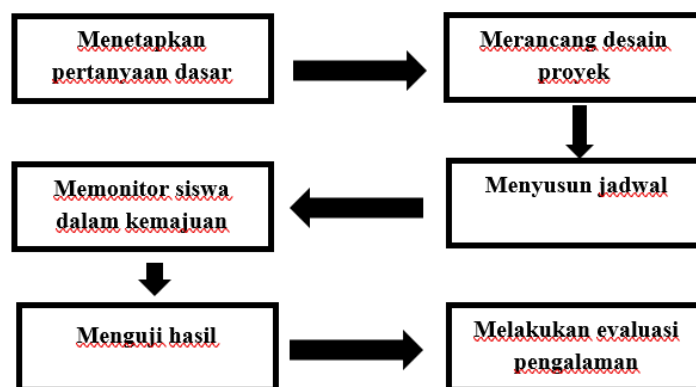 Menetapkan
pertanyaan dasar
Merancang desain
proyek
Menyusun jadwal
Memonitor siswa
dalam kemajuan
Menguji hasil
Melakukan evaluasi
pengalaman